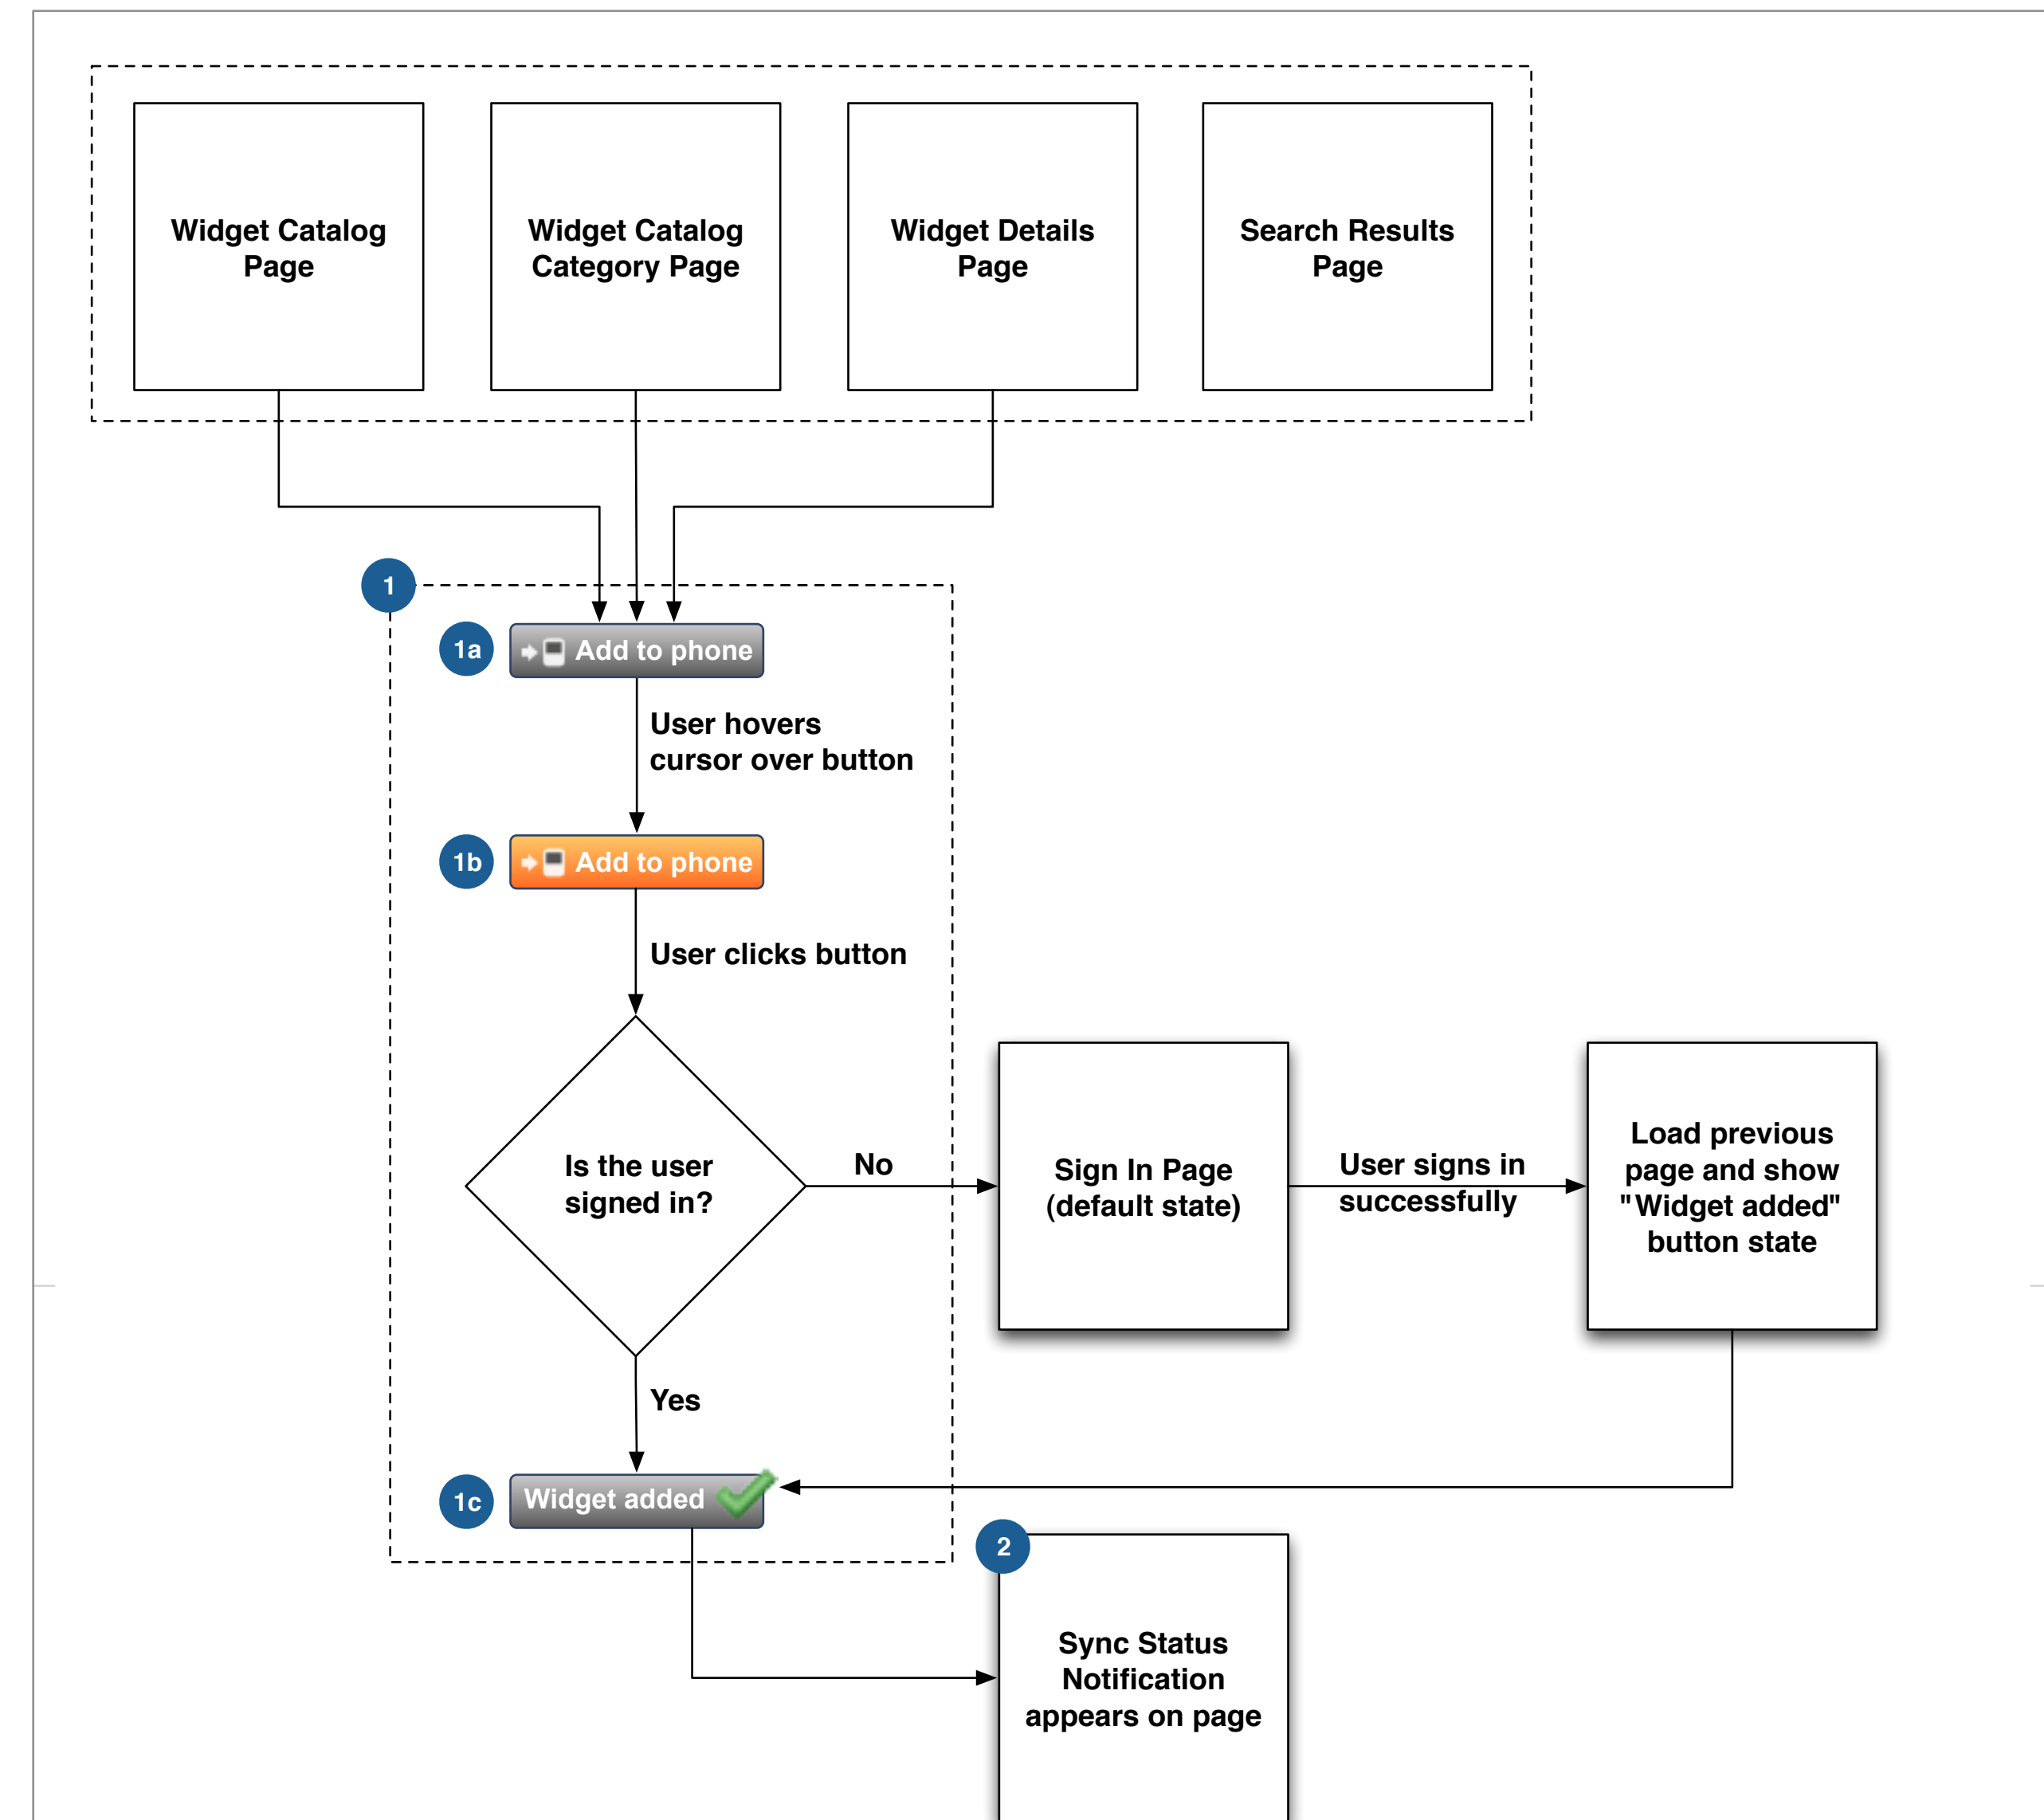 Widget Catalog
Page
Widget Catalog
Category Page
Widget Details
Page
Search Results
Page
1
1a
Add to phone
User hovers
cursor over button
1b
Add to phone
User clicks button
Is the user
signed in?
No
Sign In Page
(default state)
User signs in
successfully
Load previous
page and show
"Widget added"
button state
Yes
1c
Widget added
2
Sync Status
Notification
appears on page